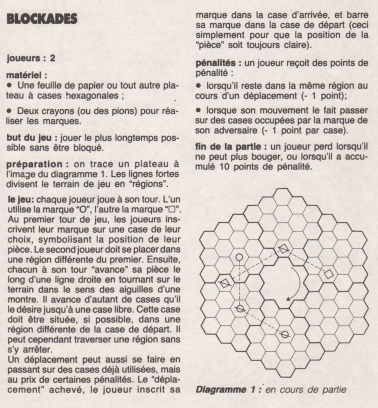 BLOCKADES
joueurs : 2
matériel :
• Une feuille de papier ou tout autre pla-
teau à cases hexagonales ;
• Deux crayons (ou des pions) pour réa-
liser les marques.
but du jeu : jouer le plus longtemps pos-
sible sans être bloqué.
préparation : on trace un plateau à
l'image du diagramme 1. Les lignes fortes
divisent le terrain de jeu en "régions".
le jeu: chaque joueur joue à son tour. L'un
utilise la marque "O", l'autre la marque "□".
Au premier tour de jeu, les joueurs ins-
crivent leur marque sur une case de leur
choix, symbolisant la position de leur
pièce. Le second joueur doit se placer dans
une région différente du premier. Ensuite,
chacun à son tour "avance" sa pièce le
long d'une ligne droite en tournant sur le
terrain dans le sens des aiguilles d'une
montre. Il avance d'autant de cases qu'il
le désire jusqu'à une case libre. Cette case
doit être située, si possible, dans une
région différente de la case de départ. Il
peut cependant traverser une région sans
s'y arrêter.
Un déplacement peut aussi se faire en
passant sur des cases déjà utilisées, mais
au prix de certaines pénalités. Le "dépla-
cement" achevé, le joueur inscrit sa
marque dans la case d'arrivée, et barre
sa marque dans la case de départ (ceci
simplement pour que la position de la
"pièce" soit toujours claire).
pénalités : un joueur reçoit des points de
pénalité :
• lorsqu'il reste dans la même région au
cours d'un déplacement (- 1 point);
• lorsque son mouvement le fait passer
sur des cases occupées par la marque de
son adversaire (- 1 point par case).
fin de la partie : un joueur perd lorsqu'il
ne peut plus bouger, ou lorsqu'il a accu-
mulé 10 points de pénalité.
Diagramme 1 : en cours de partie